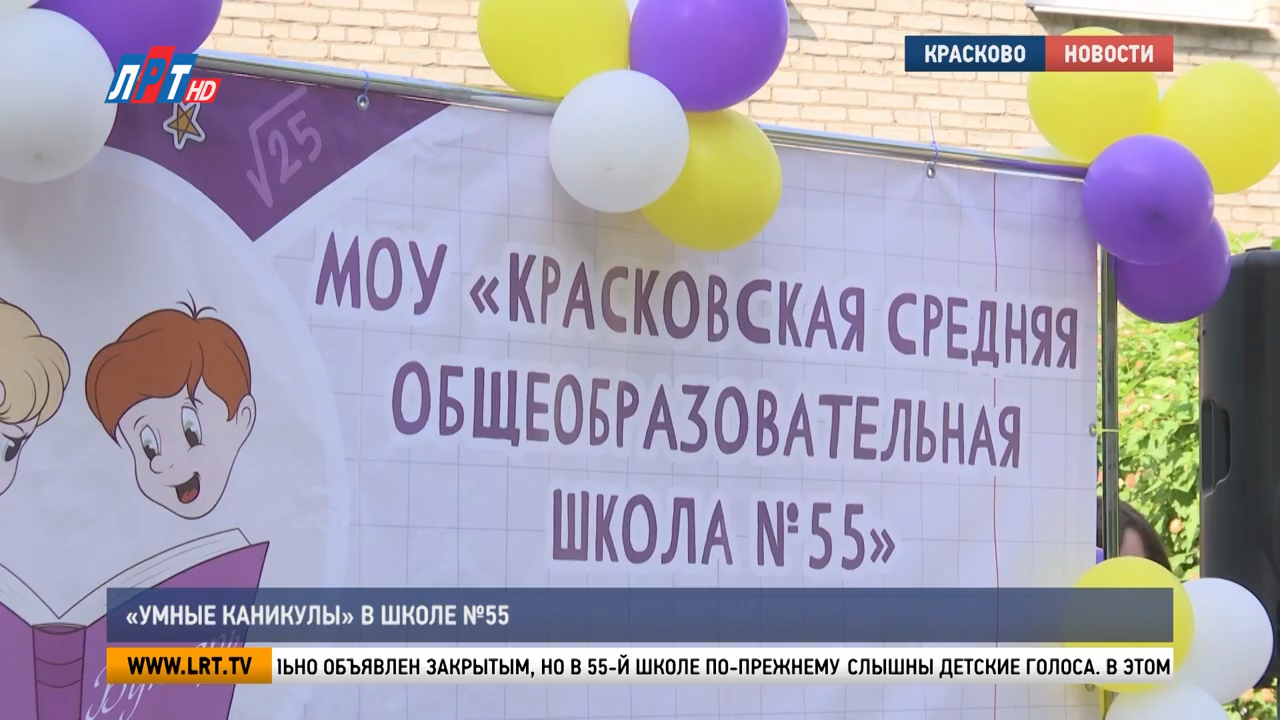 ЛРТ HD
КРАСКОВО НОВОСТИ
√25
МОУ «КРАСКОВСКАЯ СРЕДНЯЯ
ОБЩЕОБРАЗОВАТЕЛЬНАЯ
ШКОЛА №55»
«УМНЫЕ КАНИКУЛЫ» В ШКОЛЕ №55
WWW.LRT.TV ЬНО ОБЪЯВЛЕН ЗАКРЫТЫМ, НО В 55-Й ШКОЛЕ ПО-ПРЕЖНЕМУ СЛЫШНЫ ДЕТСКИЕ ГОЛОСА. В ЭТОМ